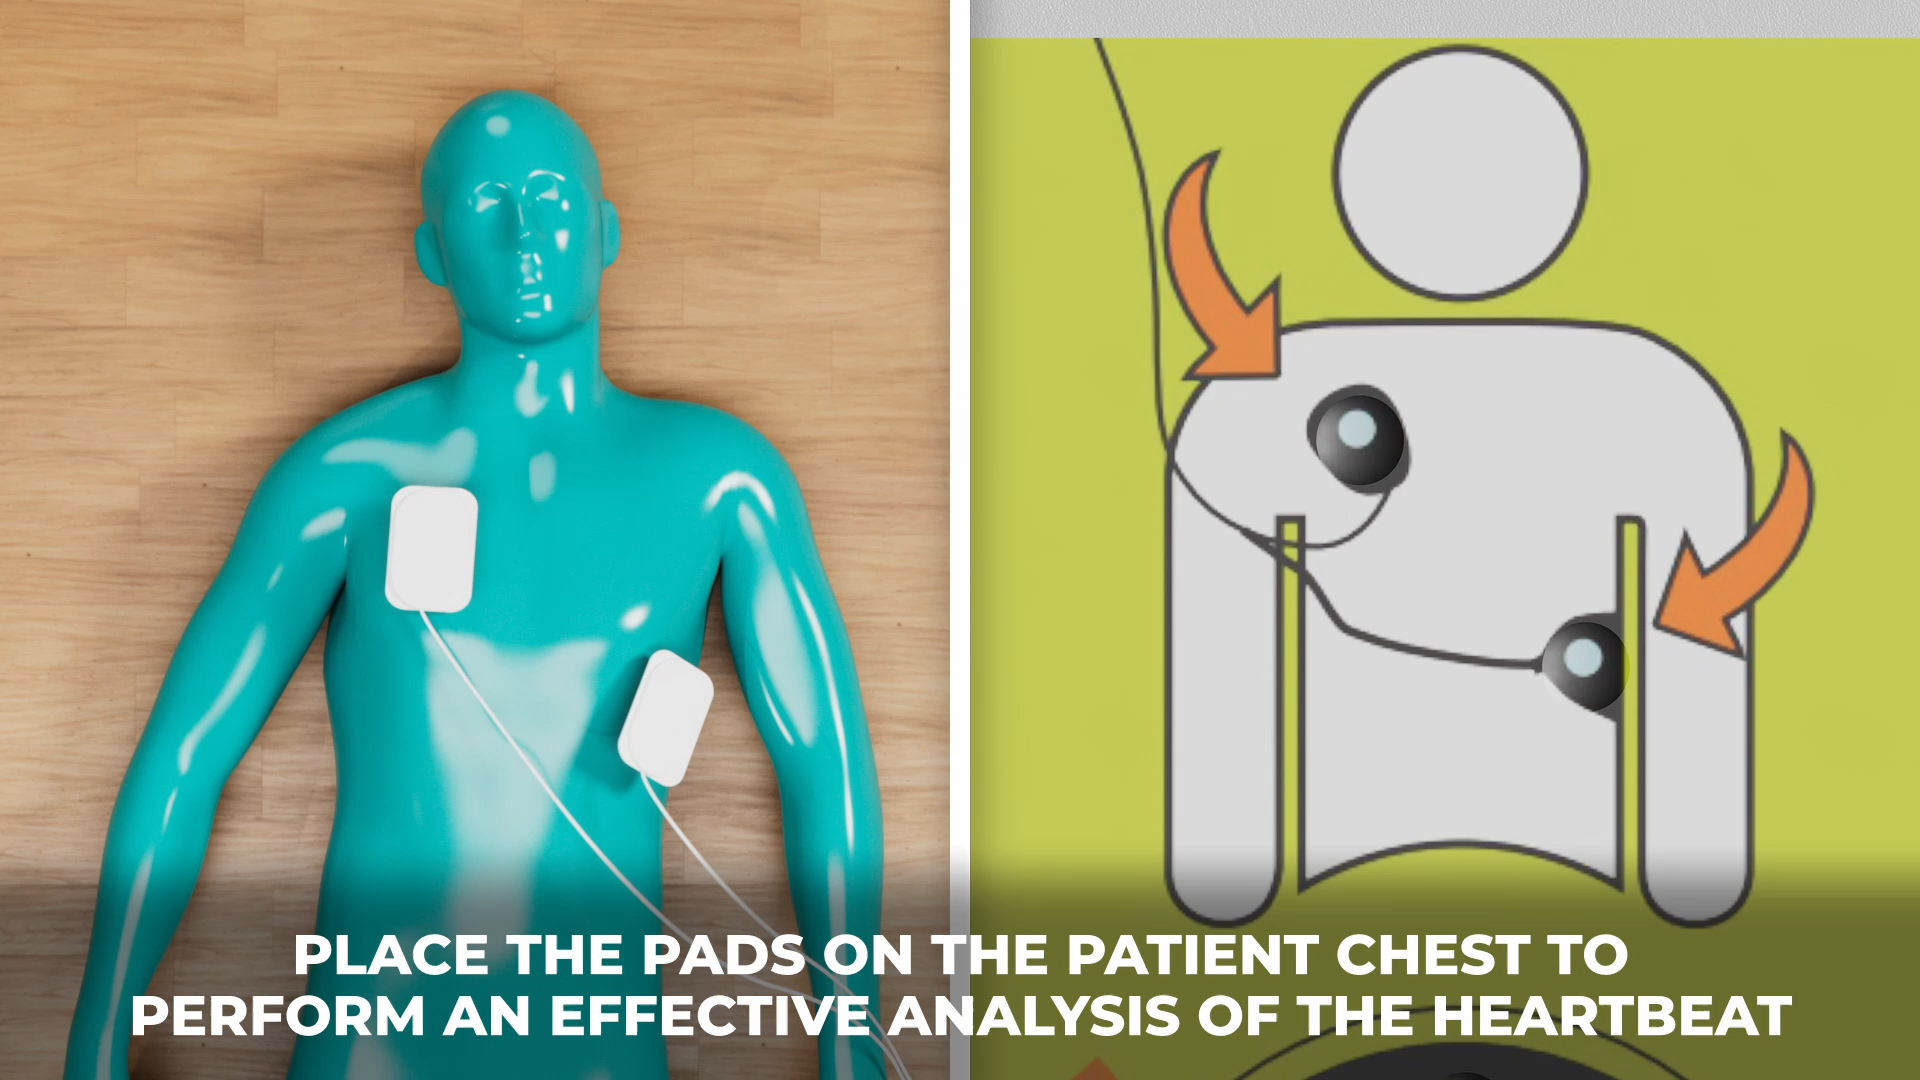 PLACE THE PADS ON THE PATIENT CHEST TO
PERFORM AN EFFECTIVE ANALYSIS OF THE HEARTBEAT